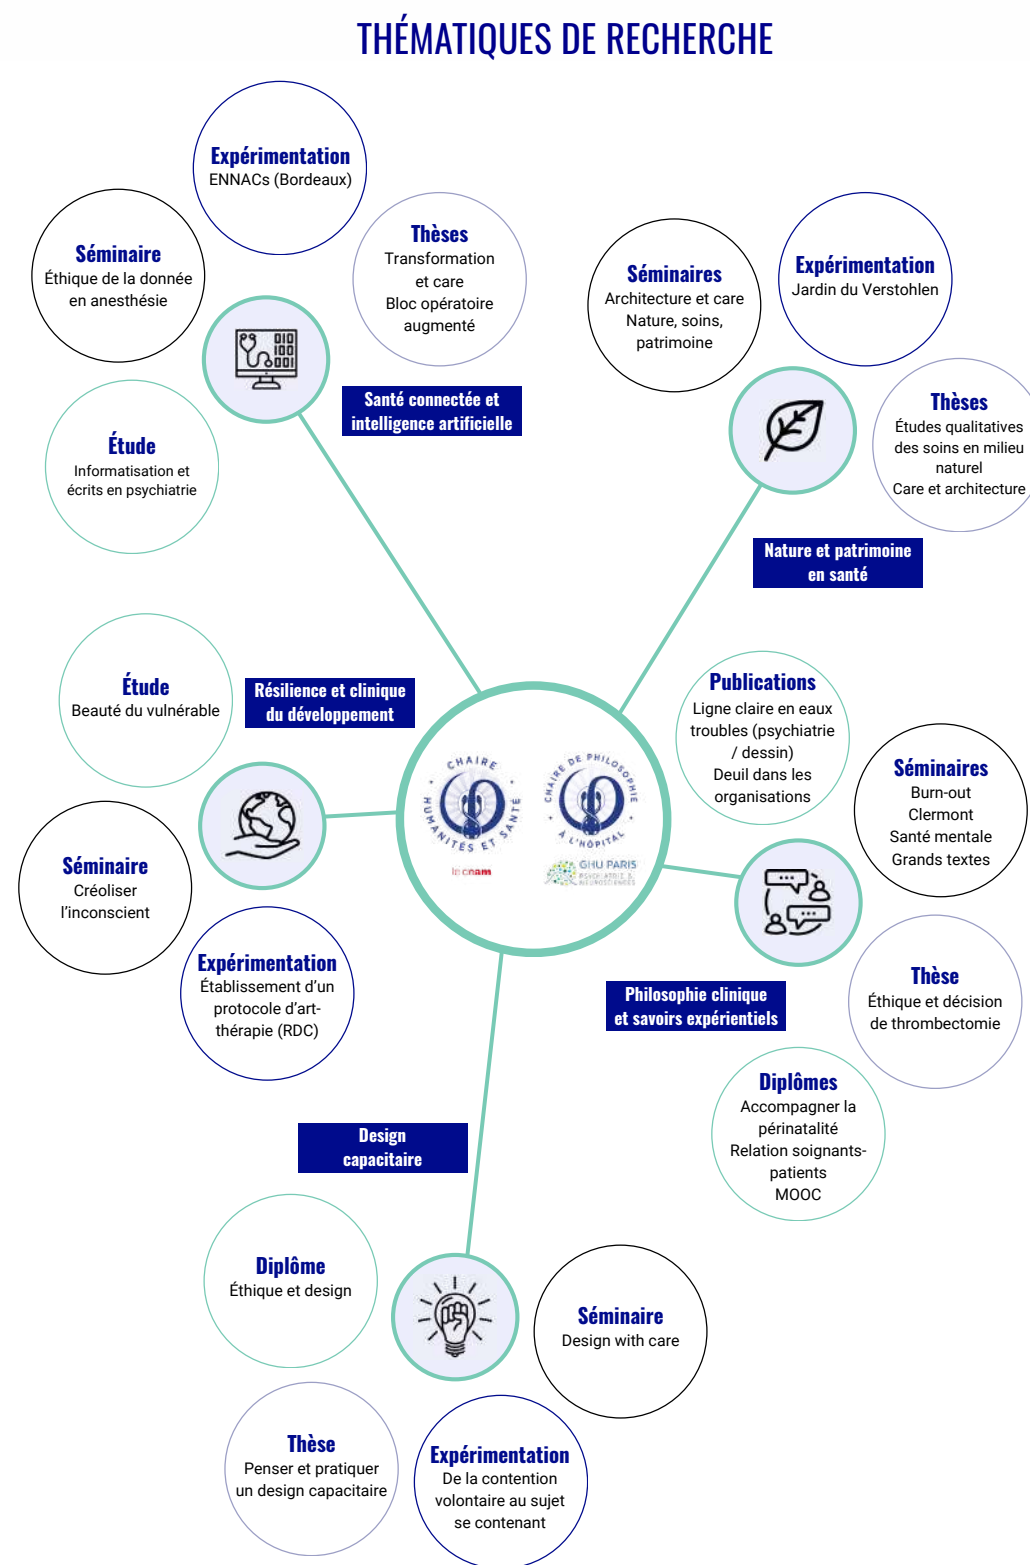 THÉMATIQUES DE RECHERCHE
Expérimentation
ENNACs (Bordeaux)
Séminaire
Éthique de la donnée
en anesthésie
Thèses
Transformation
et care
Bloc opératoire
augmenté
Étude
Informatisation et
écrits en psychiatrie
Santé connectée et
intelligence artificielle
Séminaires
Architecture et care
Nature, soins,
patrimoine
Expérimentation
Jardin du Verstohlen
Thèses
Études qualitatives
des soins en milieu
naturel
Care et architecture
Nature et patrimoine
en santé
Étude
Beauté du vulnérable
Résilience et clinique
du développement
Séminaire
Créoliser
l'inconscient
Expérimentation
Établissement d'un
protocole d'art-
thérapie (RDC)
CHAIRE
HUMANITÉS ET SANTÉ
le cnam
CHAIRE DE PHILOSOPHIE
À L'HÔPITAL
GHU PARIS
PSYCHIATRIE &
NEUROSCIENCES
Publications
Ligne claire en eaux
troubles (psychiatrie
/ dessin)
Deuil dans les
organisations
Séminaires
Burn-out
Clermont
Santé mentale
Grands textes
Thèse
Éthique et décision
de thrombectomie
Philosophie clinique
et savoirs expérientiels
Diplômes
Accompagner la
périnatalité
Relation soignants-
patients
MOOC
Design
capacitaire
Diplôme
Éthique et design
Séminaire
Design with care
Thèse
Penser et pratiquer
un design capacitaire
Expérimentation
De la contention
volontaire au sujet
se contenant